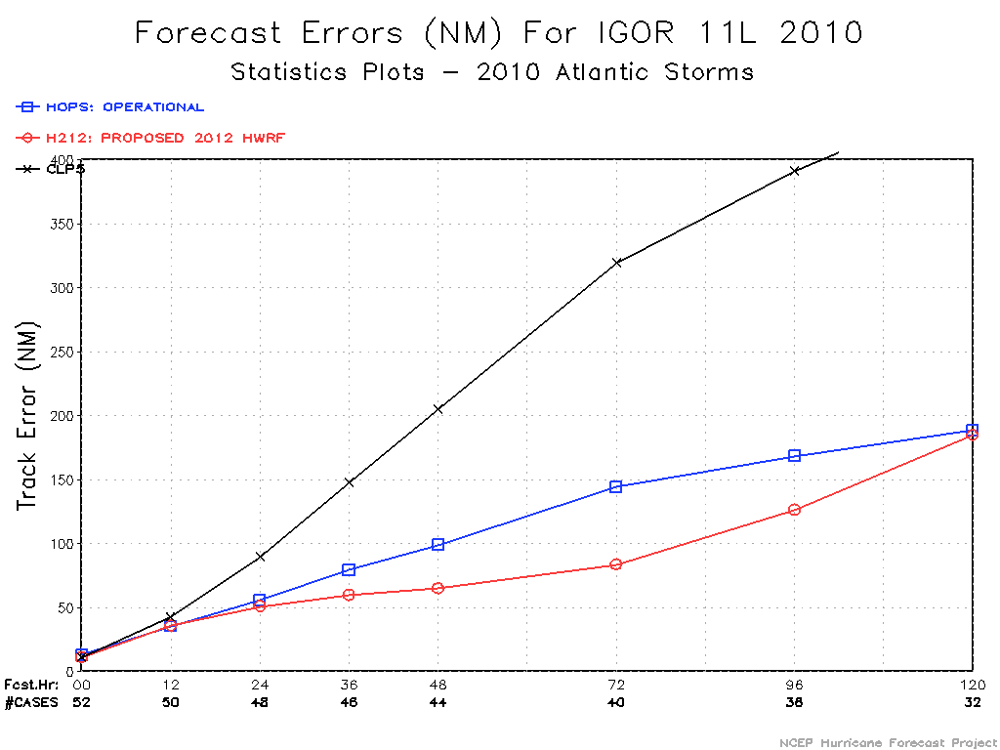 Forecast Errors (NM) For IGOR 11L 2010
Statistics Plots - 2010 Atlantic Storms
HOPS: OPERATIONAL
H212: PROPOSED 2012 HWRF
CLP5
400
350
300
250
200
150
100
50
0
Track Error (NM)
Fcst.Hr: 00 12 24 36 48 72 96 120
#CASES 52 50 48 46 44 40 36 32
NCEP Hurricane Forecast Project